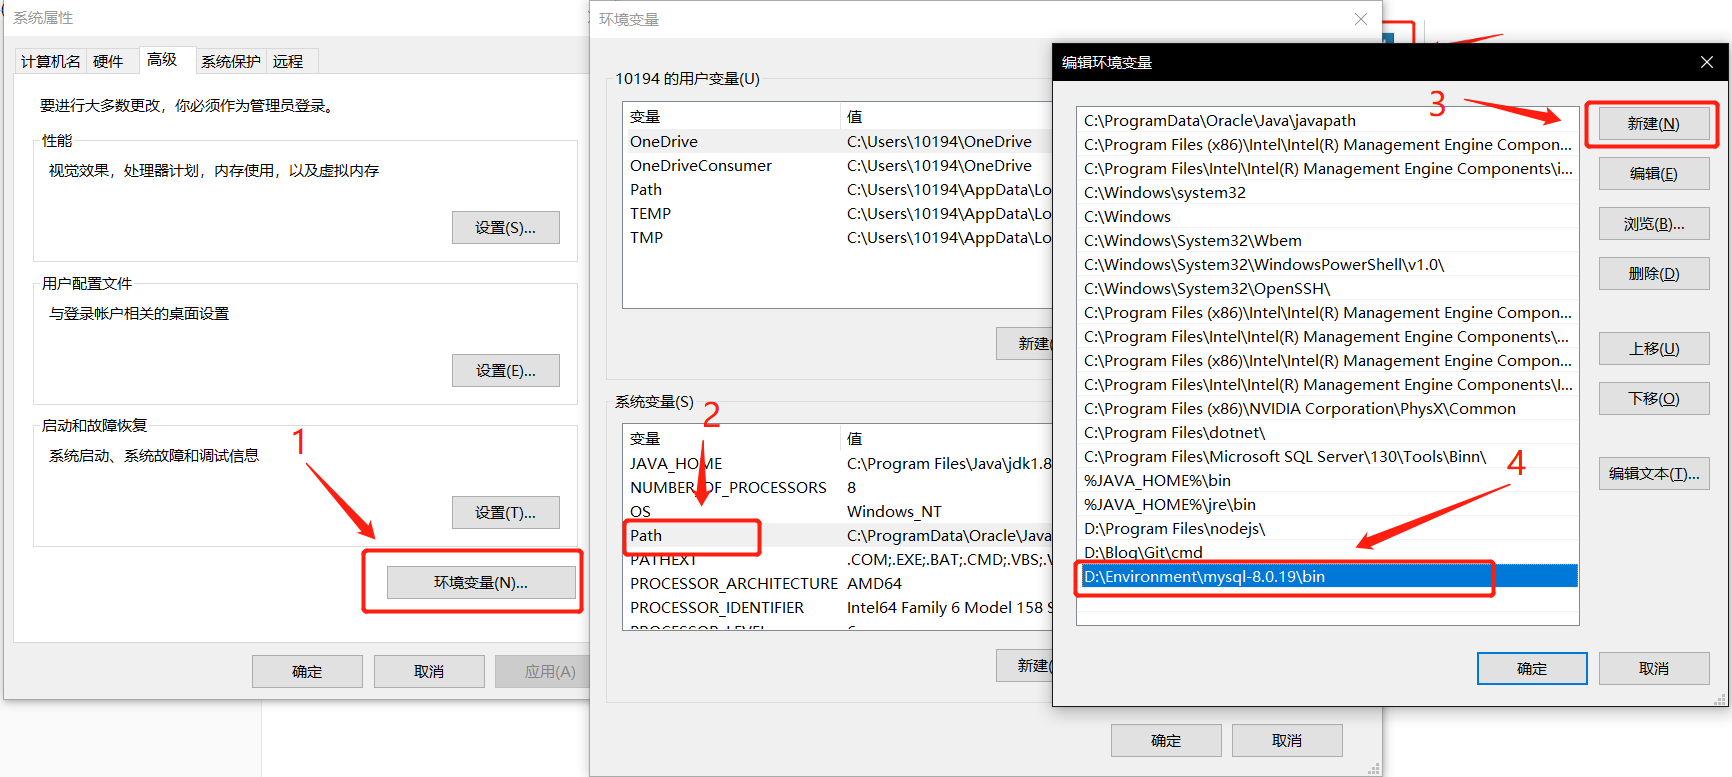 系统属性
计算机名
硬件
高级
系统保护
远程
要进行大多数更改，你必须作为管理员登录。
性能
视觉效果，处理器计划，内存使用，以及虚拟内存
设置(S)...
用户配置文件
与登录帐户相关的桌面设置
设置(E)...
启动和故障恢复
系统启动、系统故障和调试信息
设置(T)...
1
环境变量(N)...
确定
取消
应用(A)
环境变量
10194 的用户变量(U)
变量 值
OneDrive C:\Users\10194\OneDrive
OneDriveConsumer C:\Users\10194\OneDrive
Path C:\Users\10194\AppData\Lo
TEMP C:\Users\10194\AppData\Lo
TMP C:\Users\10194\AppData\Lo
新建(
系统变量(S)
2
变量 值
JAVA_HOME C:\Program Files\Java\jdk1.8
NUMBER_OF_PROCESSORS 8
OS Windows_NT
Path C:\ProgramData\Oracle\Java
PATHEXT .COM;.EXE;.BAT;.CMD;.VBS;.
PROCESSOR_ARCHITECTURE AMD64
PROCESSOR_IDENTIFIER Intel64 Family 6 Model 158 S
PROCESSOR_LEVEL 6
新建(
确定
取消
编辑环境变量
3
C:\ProgramData\Oracle\Java\javapath
C:\Program Files (x86)\Intel\Intel(R) Management Engine Compon...
C:\Program Files\Intel\Intel(R) Management Engine Components\i...
C:\Windows\system32
C:\Windows
C:\Windows\System32\Wbem
C:\Windows\System32\WindowsPowerShell\v1.0\
C:\Windows\System32\OpenSSH\
C:\Program Files (x86)\Intel\Intel(R) Management Engine Compon...
C:\Program Files\Intel\Intel(R) Management Engine Components\...
C:\Program Files (x86)\Intel\Intel(R) Management Engine Compon...
C:\Program Files\Intel\Intel(R) Management Engine Components\I...
C:\Program Files (x86)\NVIDIA Corporation\PhysX\Common
C:\Program Files\dotnet\
C:\Program Files\Microsoft SQL Server\130\Tools\Binn\
%JAVA_HOME%\bin
%JAVA_HOME%\jre\bin
D:\Program Files\nodejs\
D:\Blog\Git\cmd
D:\Environment\mysql-8.0.19\bin
4
新建(N)
编辑(E)
浏览(B)...
删除(D)
上移(U)
下移(O)
编辑文本(T)...
确定
取消